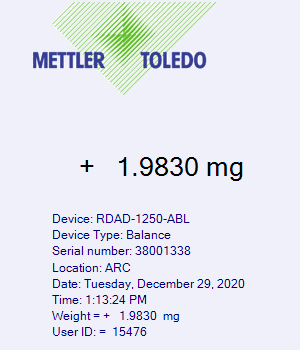 METTLER TOLEDO
+ 1.9830 mg
Device: RDAD-1250-ABL
Device Type: Balance
Serial number: 38001338
Location: ARC
Date: Tuesday, December 29, 2020
Time: 1:13:24 PM
Weight = + 1.9830 mg
User ID: = 15476